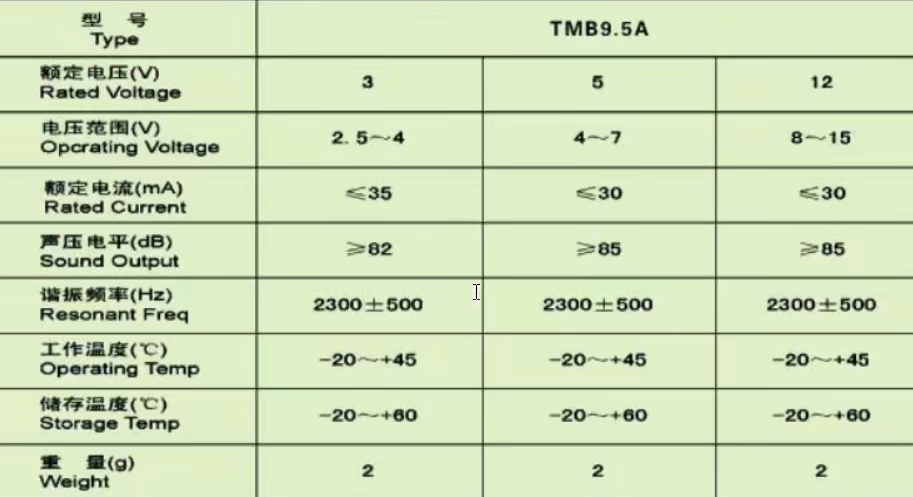 型 号
Type
TMB9.5A
额定电压(V)
Rated Voltage
3
5
12
电压范围(V)
Opcrating Voltage
2. 5～4
4～7
8～15
额定电流(mA)
Rated Current
≤35
≤30
≤30
声压电平(dB)
Sound Output
≥82
≥85
≥85
谐振频率(Hz)
Resonant Freq
2300±500
2300±500
2300±500
工作温度(℃)
Operating Temp
-20～+45
-20～+45
-20～+45
储存温度(℃)
Storage Temp
-20～+60
-20～+60
-20～+60
重 量(g)
Weight
2
2
2